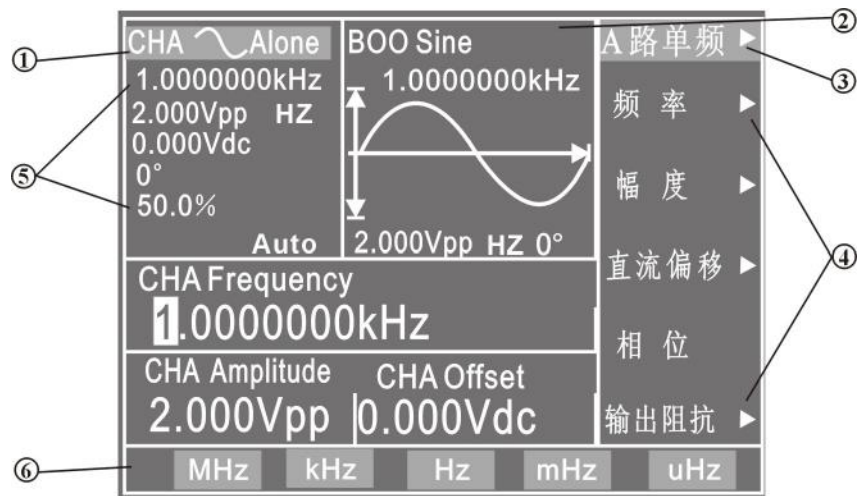 CHA Alone
1.0000000kHz
2.000Vpp HZ
0.000Vdc
0°
50.0%
Auto
BOO Sine
1.0000000kHz
2.000Vpp HZ 0°
CHA Frequency
1.0000000kHz
CHA Amplitude
2.000Vpp
CHA Offset
0.000Vdc
A路单频
频 率
幅 度
直流偏移
相 位
输出阻抗
MHz kHz Hz mHz uHz
①
⑤
⑥
②
③
④